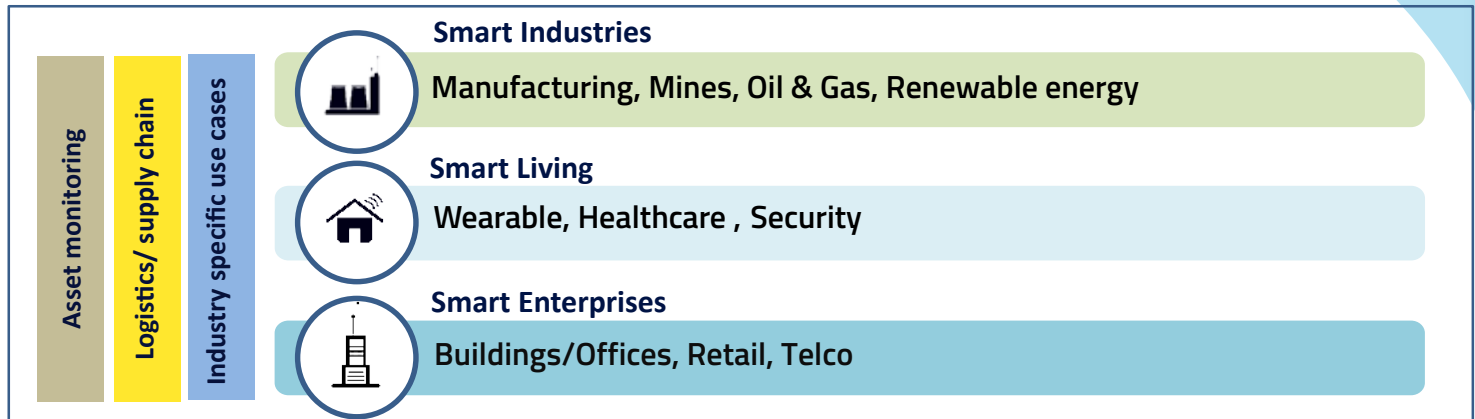 Asset monitoring
Logistics/ supply chain
Industry specific use cases
Smart Industries
Manufacturing, Mines, Oil & Gas, Renewable energy
Smart Living
Wearable, Healthcare , Security
Smart Enterprises
Buildings/Offices, Retail, Telco